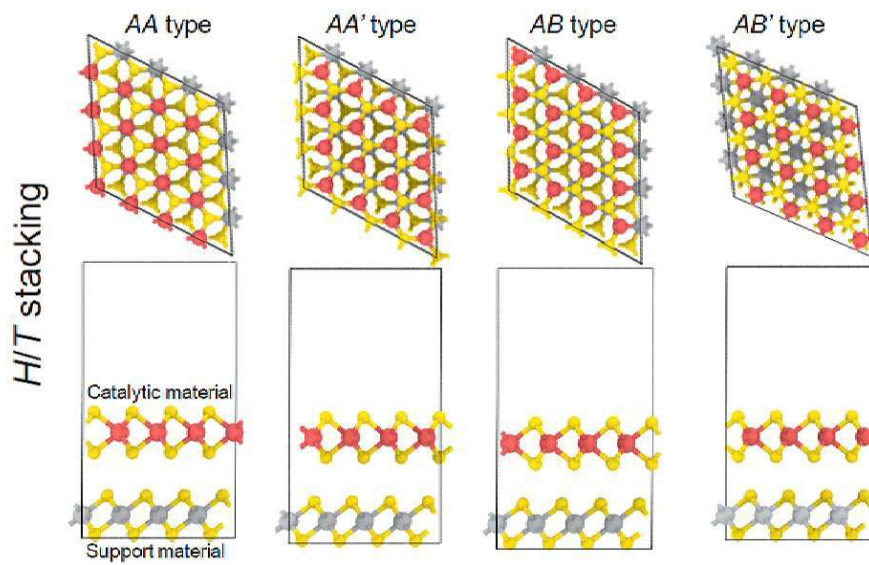 AA type
AA’ type
AB type
AB’ type
H/T stacking
Catalytic material
Support material